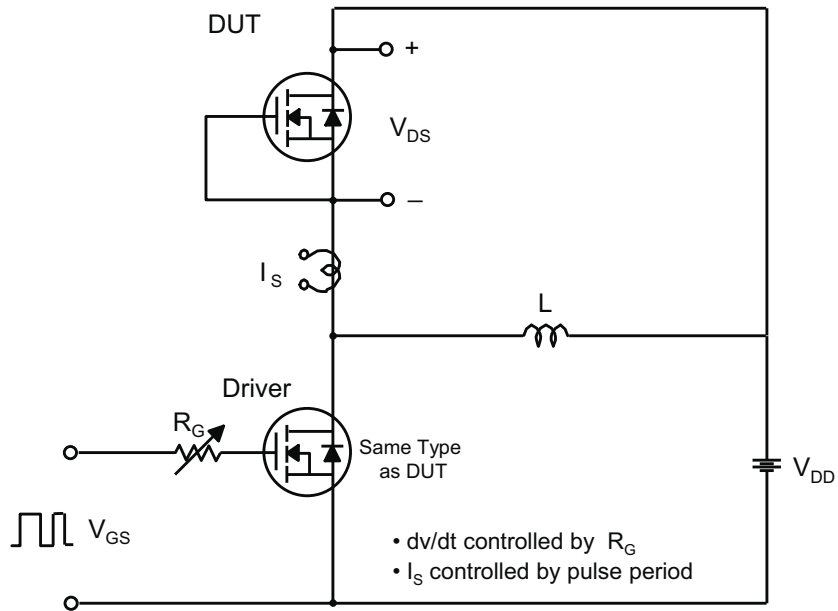 DUT
+
V_DS
–
I_S
L
Driver
R_G
Same Type
as DUT
V_DD
V_GS
• dv/dt controlled by R_G
• I_S controlled by pulse period